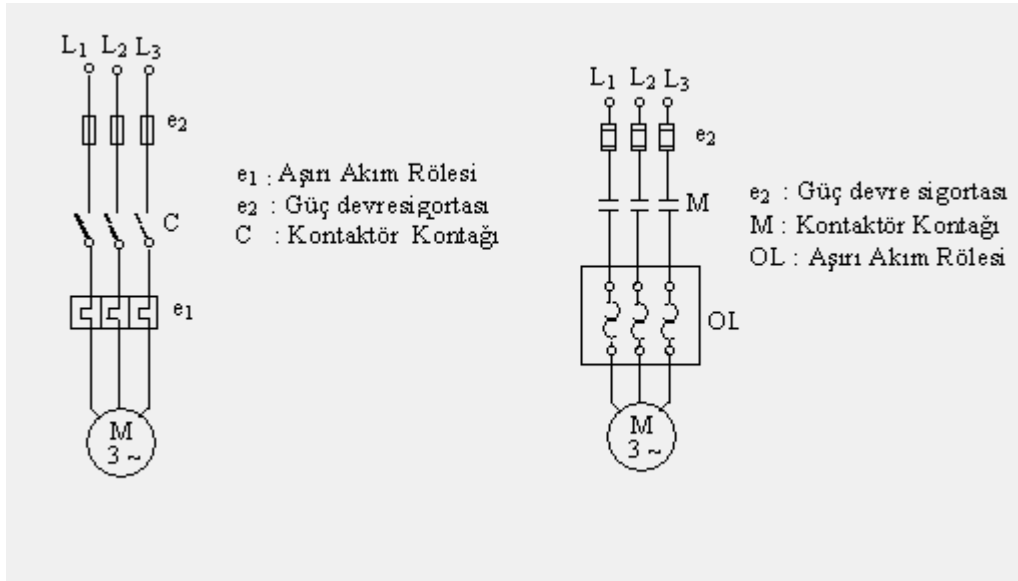 L1 L2 L3
e2
C
e1
M
3 ~
e1 : Aşırı Akım Rölesi
e2 : Güç devresigortası
C : Kontaktör Kontağı
L1 L2 L3
e2
M
OL
M
3 ~
e2 : Güç devre sigortası
M : Kontaktör Kontağı
OL : Aşırı Akım Rölesi